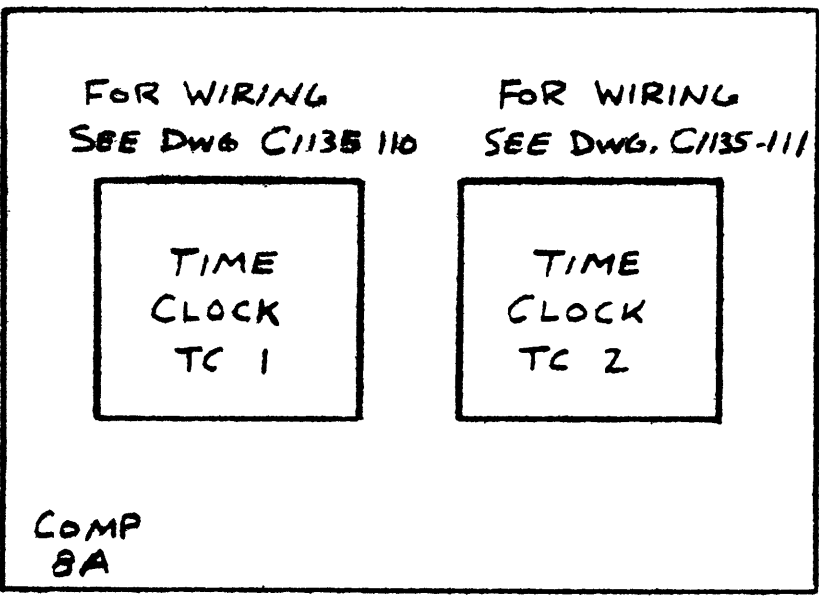 FOR WIRING
SEE DWG C1135 110
FOR WIRING
SEE DWG. C1135-111
TIME
CLOCK
TC 1
TIME
CLOCK
TC 2
COMP
8A